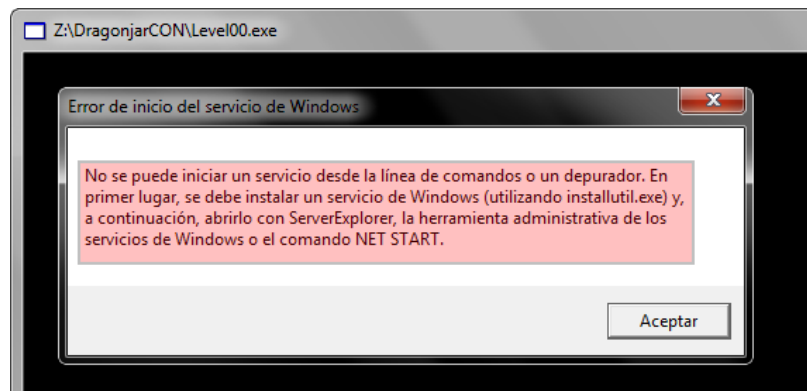 Z:\DragonjarCON\Level00.exe
Error de inicio del servicio de Windows
No se puede iniciar un servicio desde la línea de comandos o un depurador. En
primer lugar, se debe instalar un servicio de Windows (utilizando installutil.exe) y,
a continuación, abrirlo con ServerExplorer, la herramienta administrativa de los
servicios de Windows o el comando NET START.
Aceptar